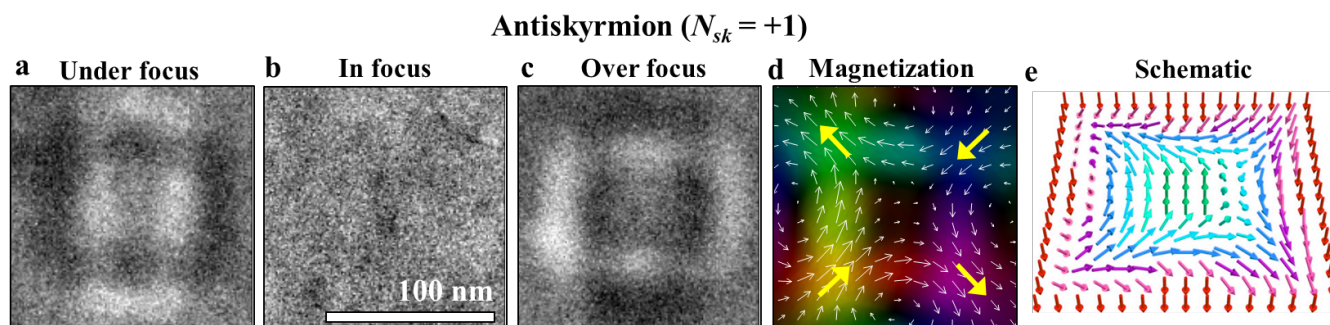 Antiskyrmion (Nsk = +1)
a Under focus
b In focus
c Over focus
d Magnetization
e Schematic
100 nm